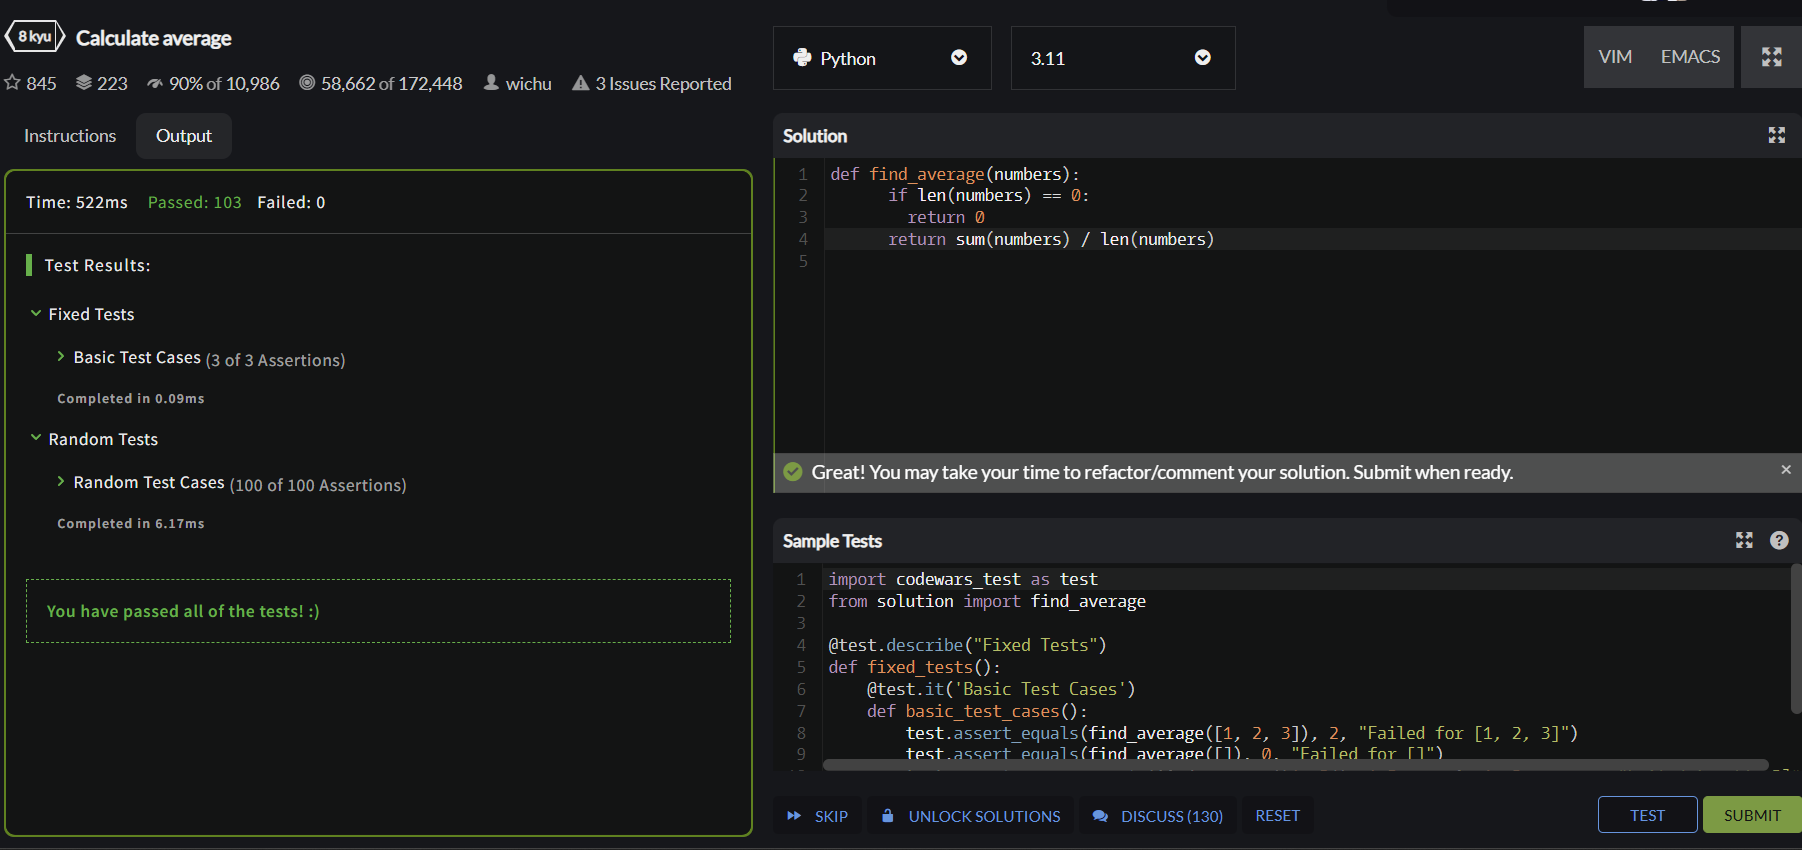 8 kyu Calculate average
845 223 90% of 10,986 58,662 of 172,448 wichu 3 Issues Reported
Instructions Output
Time: 522ms Passed: 103 Failed: 0
Test Results:
Fixed Tests
Basic Test Cases (3 of 3 Assertions)
Completed in 0.09ms
Random Tests
Random Test Cases (100 of 100 Assertions)
Completed in 6.17ms
You have passed all of the tests! :)
Python 3.11 VIM EMACS
Solution
1 def find_average(numbers):
2 if len(numbers) == 0:
3 return 0
4 return sum(numbers) / len(numbers)
5
Great! You may take your time to refactor/comment your solution. Submit when ready. ×
Sample Tests ?
1 import codewars_test as test
2 from solution import find_average
3
4 @test.describe("Fixed Tests")
5 def fixed_tests():
6 @test.it('Basic Test Cases')
7 def basic_test_cases():
8 test.assert_equals(find_average([1, 2, 3]), 2, "Failed for [1, 2, 3]")
9 test.assert_equals(find_average([]), 0, "Failed for []")
SKIP UNLOCK SOLUTIONS DISCUSS (130) RESET TEST SUBMIT